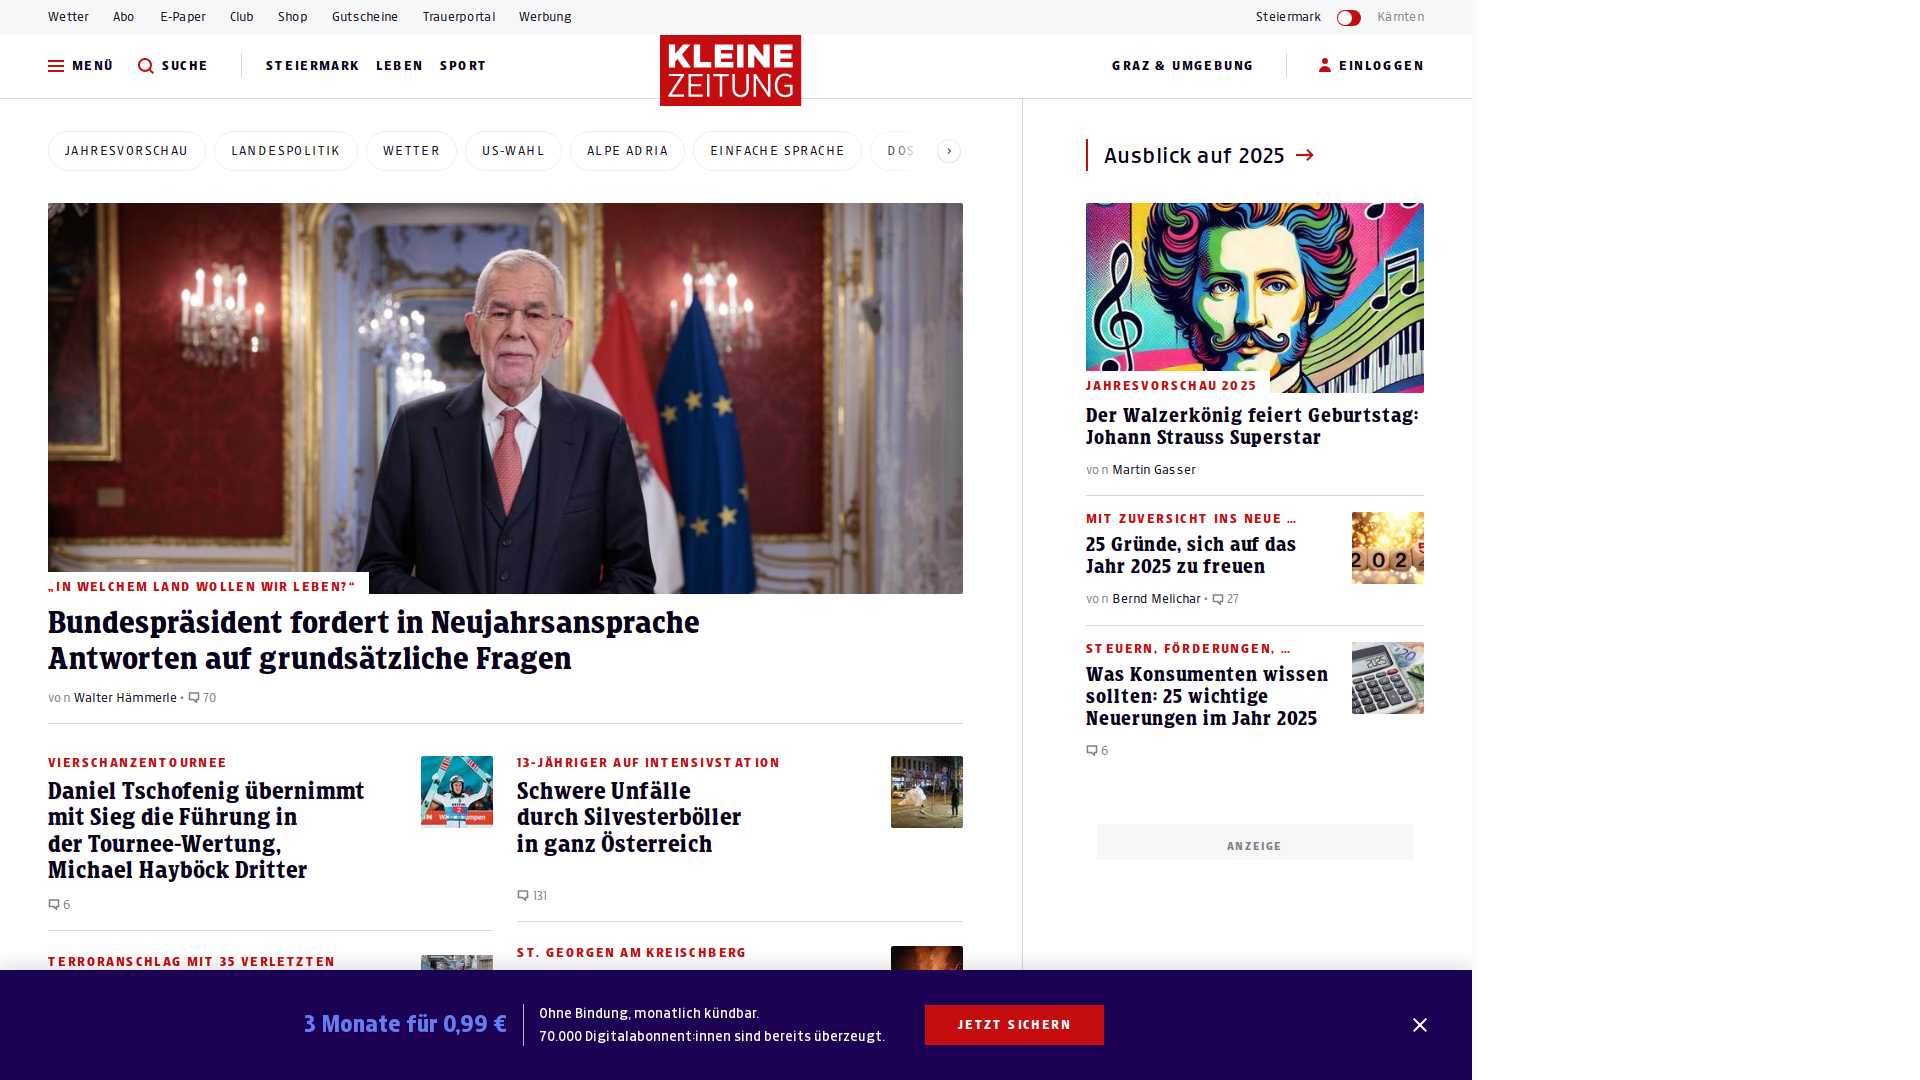 Wetter Abo E-Paper Club Shop Gutscheine Trauerportal Werbung Steiermark Kärnten
MENÜ SUCHE STEIERMARK LEBEN SPORT KLEINE ZEITUNG GRAZ & UMGEBUNG EINLOGGEN
JAHRESVORSCHAU LANDESPOLITIK WETTER US-WAHL ALPE ADRIA EINFACHE SPRACHE DOS
„IN WELCHEM LAND WOLLEN WIR LEBEN?“
Bundespräsident fordert in Neujahrsansprache
Antworten auf grundsätzliche Fragen
von Walter Hämmerle • 70
VIERSCHANZENTOURNEE
Daniel Tschofenig übernimmt
mit Sieg die Führung in
der Tournee-Wertung,
Michael Hayböck Dritter
6
TERRORANSCHLAG MIT 35 VERLETZTEN
13-JÄHRIGER AUF INTENSIVSTATION
Schwere Unfälle
durch Silvesterböller
in ganz Österreich
131
ST. GEORGEN AM KREISCHBERG
Ausblick auf 2025
JAHRESVORSCHAU 2025
Der Walzerkönig feiert Geburtstag:
Johann Strauss Superstar
von Martin Gasser
MIT ZUVERSICHT INS NEUE ...
25 Gründe, sich auf das
Jahr 2025 zu freuen
von Bernd Melichar • 27
STEUERN, FÖRDERUNGEN, ...
Was Konsumenten wissen
sollten: 25 wichtige
Neuerungen im Jahr 2025
6
ANZEIGE
3 Monate für 0,99 €
Ohne Bindung, monatlich kündbar.
70.000 Digitalabonnent:innen sind bereits überzeugt.
JETZT SICHERN